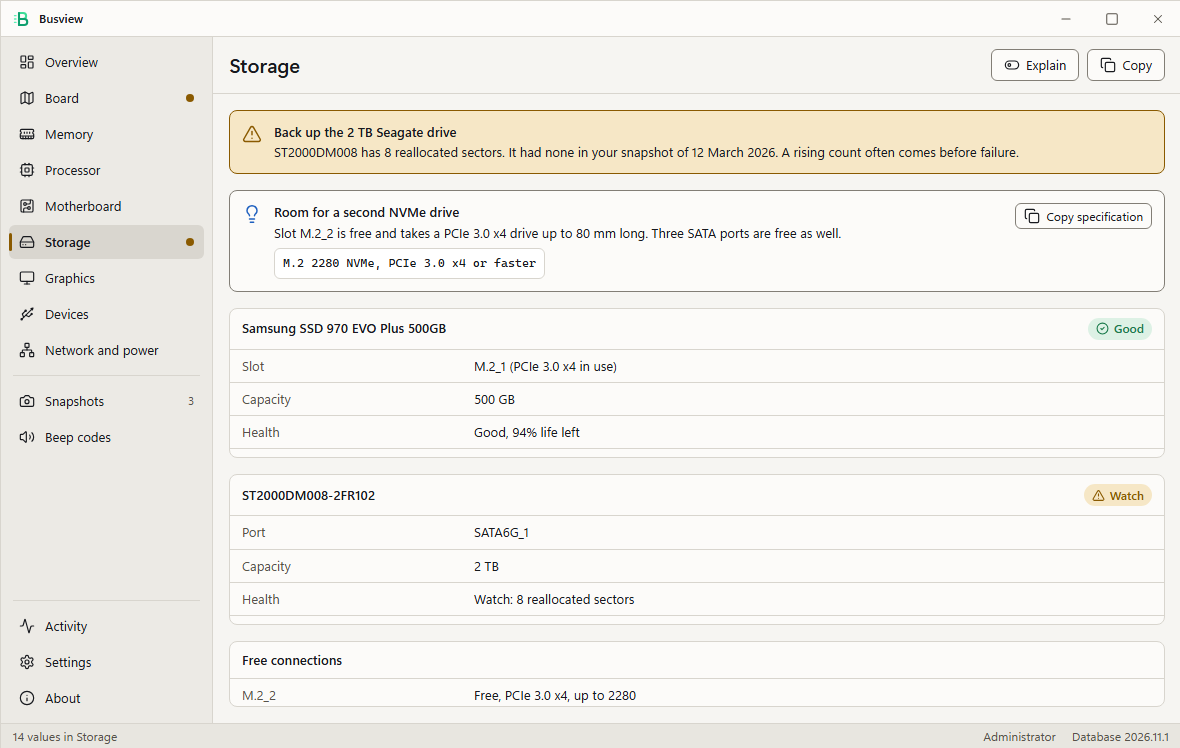 Busview
Overview
Board
Memory
Processor
Motherboard
Storage
Graphics
Devices
Network and power
Snapshots 3
Beep codes
Activity
Settings
About
Storage
Explain
Copy
Back up the 2 TB Seagate drive
ST2000DM008 has 8 reallocated sectors. It had none in your snapshot of 12 March 2026. A rising count often comes before failure.
Room for a second NVMe drive
Slot M.2_2 is free and takes a PCIe 3.0 x4 drive up to 80 mm long. Three SATA ports are free as well.
M.2 2280 NVMe, PCIe 3.0 x4 or faster
Copy specification
Samsung SSD 970 EVO Plus 500GB
Good
Slot M.2_1 (PCIe 3.0 x4 in use)
Capacity 500 GB
Health Good, 94% life left
ST2000DM008-2FR102
Watch
Port SATA6G_1
Capacity 2 TB
Health Watch: 8 reallocated sectors
Free connections
M.2_2 Free, PCIe 3.0 x4, up to 2280
14 values in Storage
Administrator
Database 2026.11.1